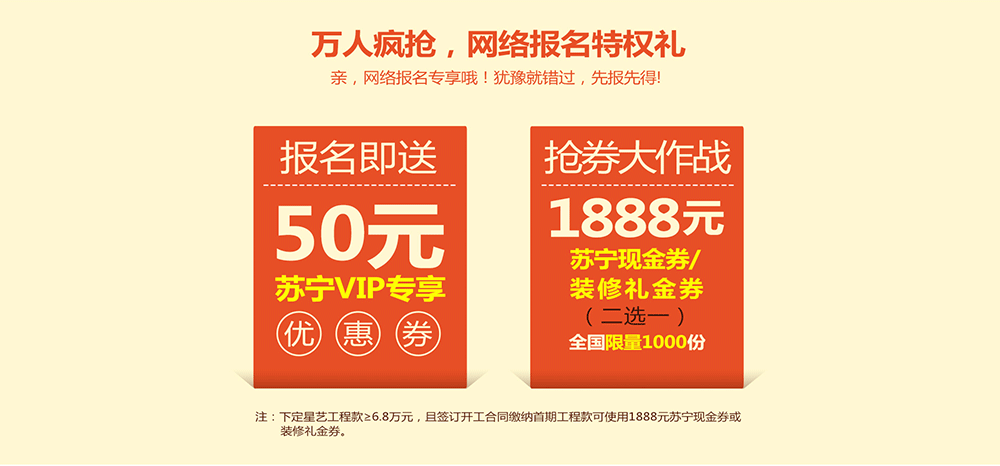 万人疯抢，网络报名特权礼
亲，网络报名专享哦！犹豫就错过，先报先得!
报名即送
50元
苏宁VIP专享
优惠券
抢券大作战
1888元
苏宁现金券/
装修礼金券
（二选一）
全国限量1000份
注：下定星艺工程款≥6.8万元，且签订开工合同缴纳首期工程款可使用1888元苏宁现金券或
装修礼金券。